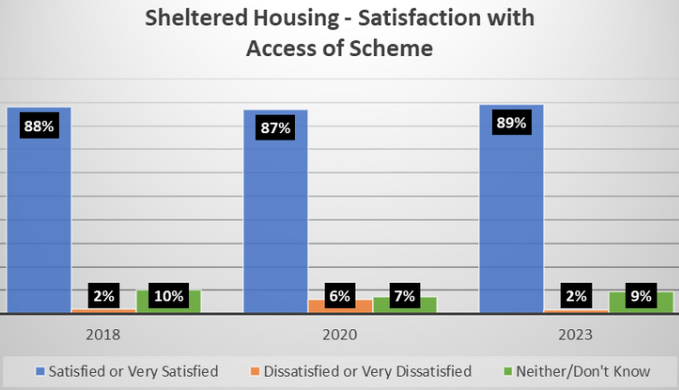 Sheltered Housing - Satisfaction with
Access of Scheme
88%
2%
10%
87%
6%
7%
89%
2%
9%
2018
2020
2023
Satisfied or Very Satisfied
Dissatisfied or Very Dissatisfied
Neither/Don't Know